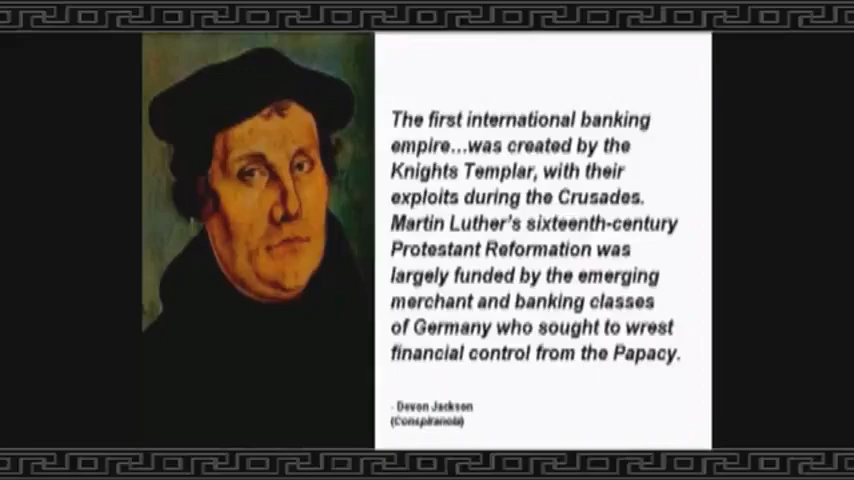 The first international banking
empire...was created by the
Knights Templar, with their
exploits during the Crusades.
Martin Luther's sixteenth-century
Protestant Reformation was
largely funded by the emerging
merchant and banking classes
of Germany who sought to wrest
financial control from the Papacy.
- Devon Jackson
(Conspiranoia)